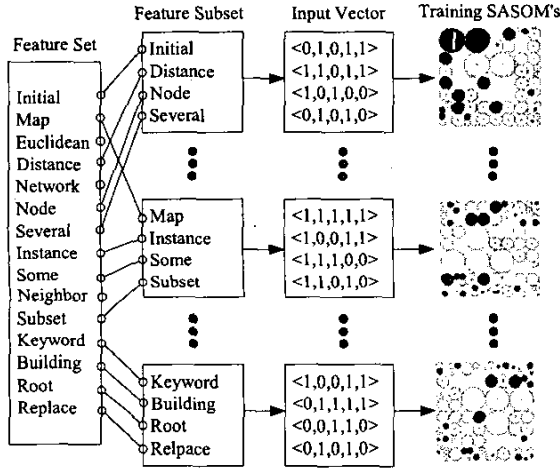 Feature Subset
Input Vector
Training SASOM's
Feature Set
Initial
Map
Euclidean
Distance
Network
Node
Several
Instance
Some
Neighbor
Subset
Keyword
Building
Root
Replace
Initial
Distance
Node
Several
<0,1,0,1,1>
<1,1,0,1,1>
<1,0,1,0,0>
<0,1,0,1,0>
Map
Instance
Some
Subset
<1,1,1,1,1>
<1,0,0,1,1>
<1,1,1,0,0>
<1,1,0,1,0>
Keyword
Building
Root
Relpace
<1,0,0,1,1>
<0,1,1,1,1>
<0,0,1,1,0>
<0,1,0,1,0>